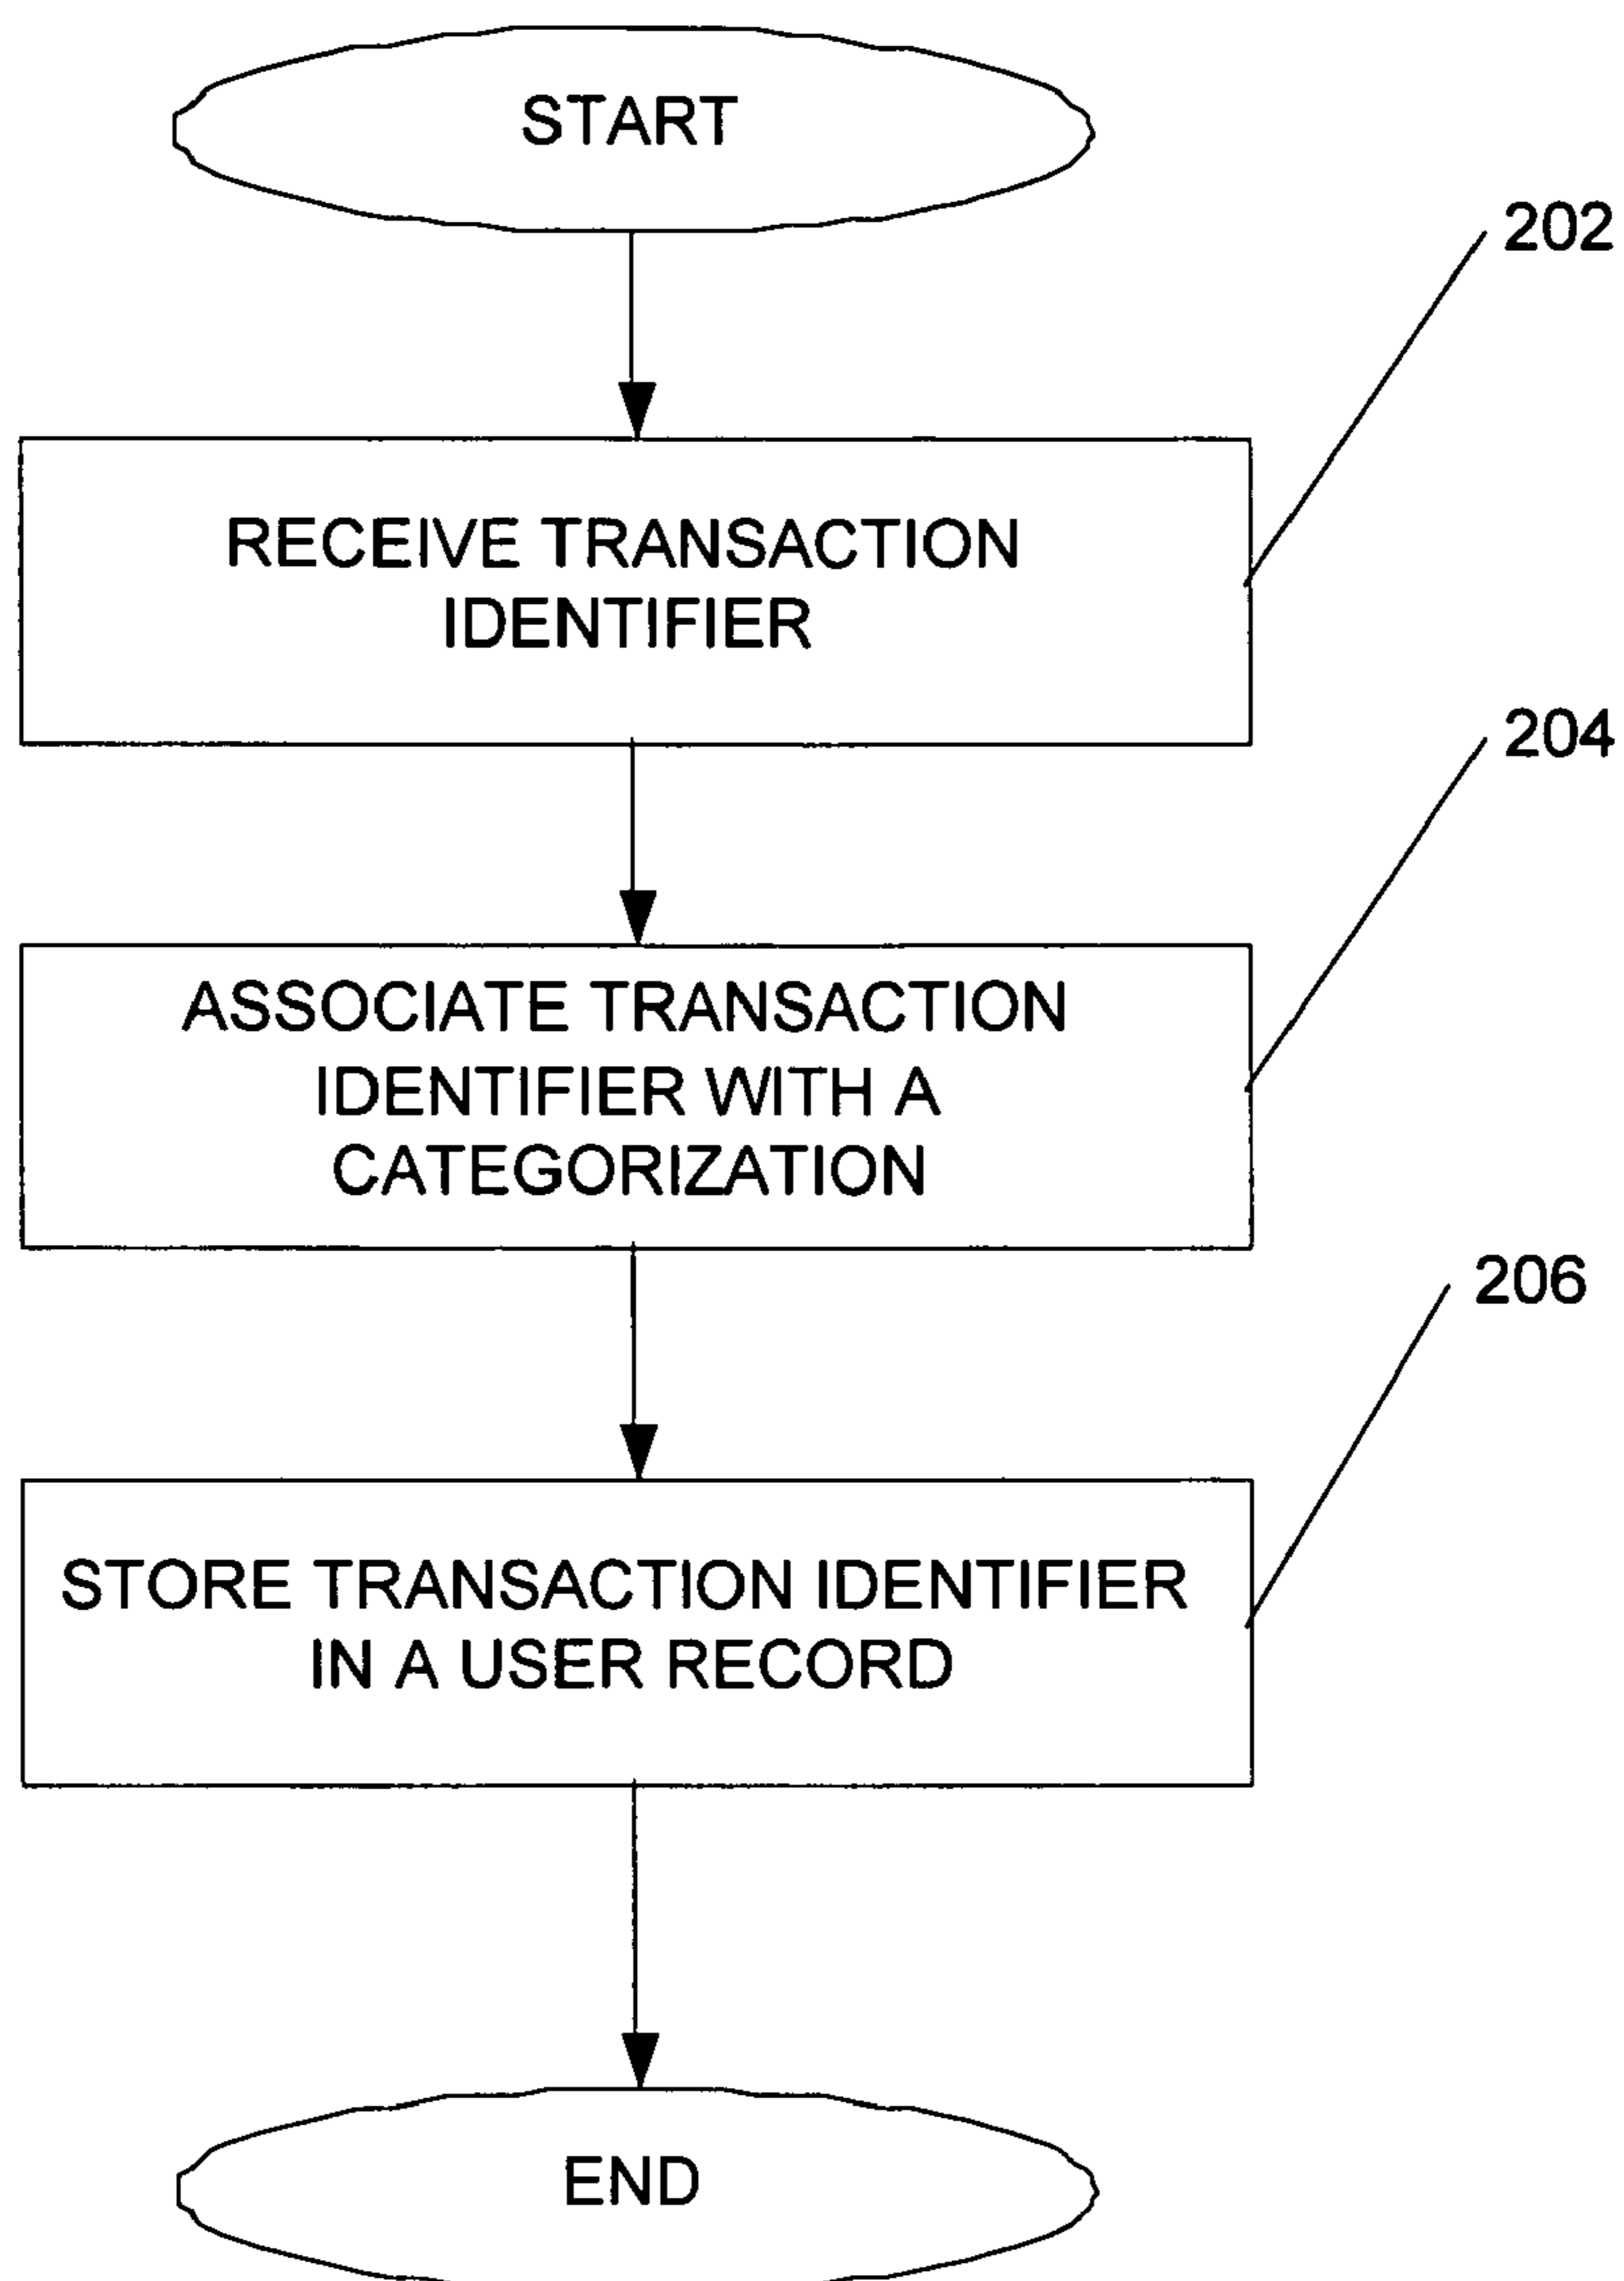 START
202
RECEIVE TRANSACTION
IDENTIFIER
204
ASSOCIATE TRANSACTION
IDENTIFIER WITH A
CATEGORIZATION
206
STORE TRANSACTION IDENTIFIER
IN A USER RECORD
END